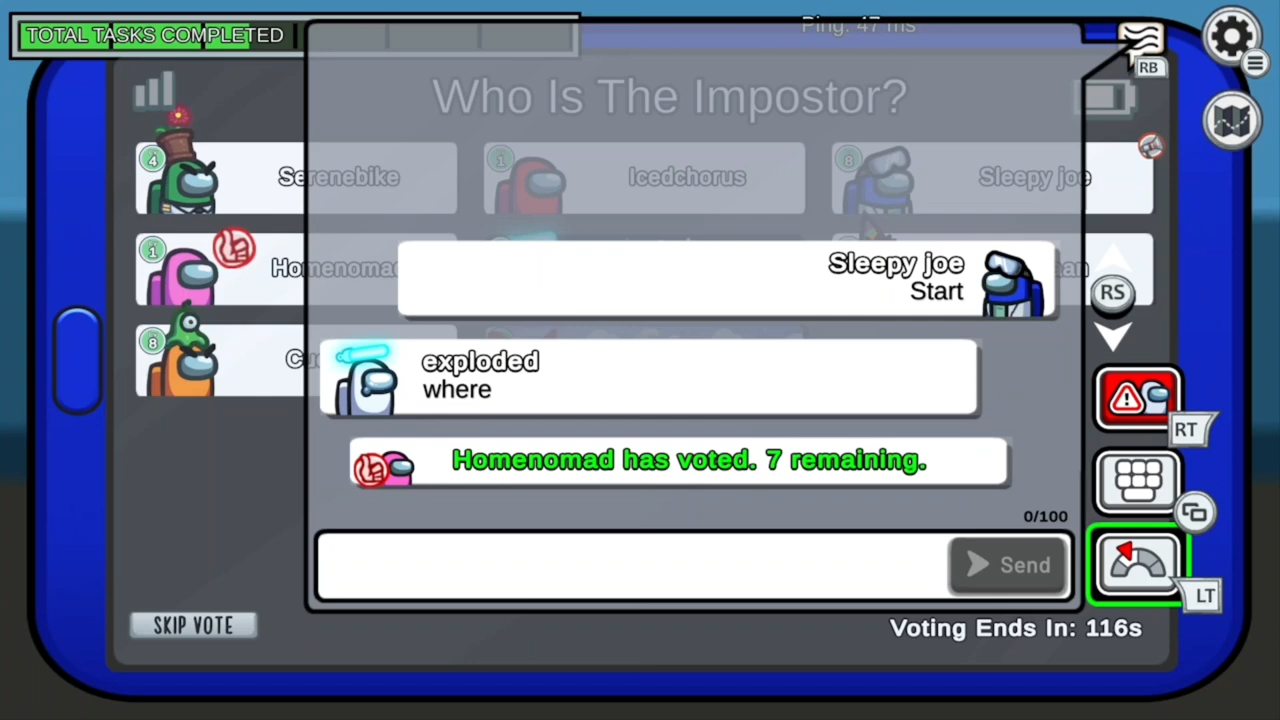 TOTAL TASKS COMPLETED
Ping: 47 ms
RB
Who Is The Impostor?
4
Serenebike
1
Icedchorus
8
Sleepy joe
1
Homenomad
Sleepy joe
Start
RS
8
exploded
where
Homenomad has voted. 7 remaining.
RT
0/100
Send
LT
SKIP VOTE
Voting Ends In: 116s